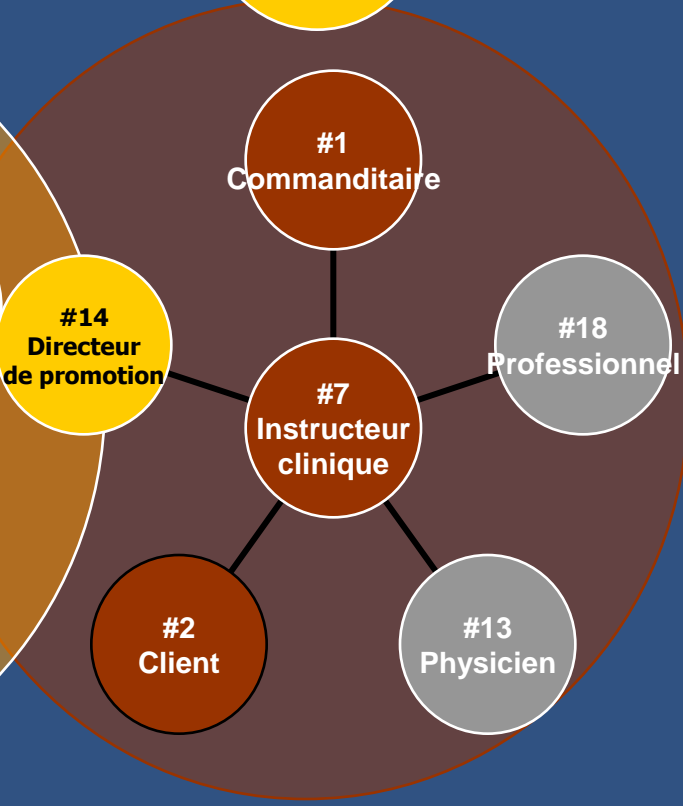 #1
Commanditaire
#14
Directeur
de promotion
#18
Professionnel
#7
Instructeur
clinique
#2
Client
#13
Physicien